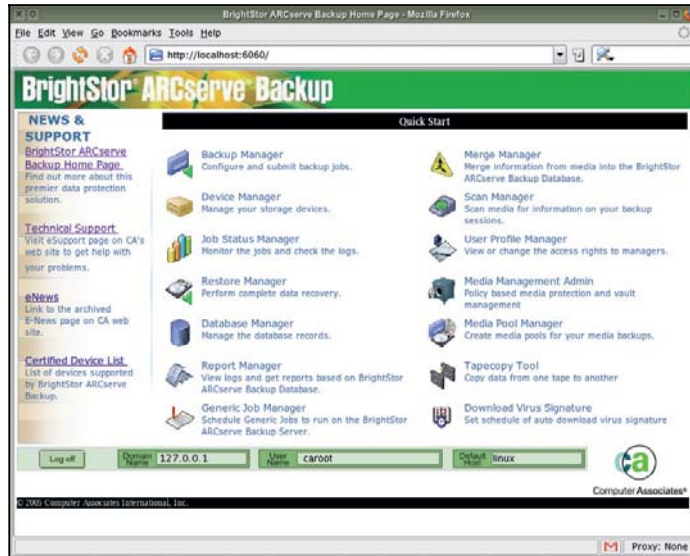 BrightStor ARCserve Backup Home Page - Mozilla Firefox
File Edit View Go Bookmarks Tools Help
http://localhost:6060/
BrightStor® ARCserve® Backup
NEWS &
SUPPORT
BrightStor ARCserve
Backup Home Page
Find out more about this
premier data protection
solution.
Technical Support
Visit eSupport page on CA's
web site to get help with
your problems.
eNews
Link to the archived
E-News page on CA web
site.
Certified Device List
List of devices supported
by BrightStor ARCserve
Backup.
Quick Start
Backup Manager
Configure and submit backup jobs.
Device Manager
Manage your storage devices.
Job Status Manager
Monitor the jobs and check the logs.
Restore Manager
Perform complete data recovery.
Database Manager
Manage the database records.
Report Manager
View logs and get reports based on BrightStor
ARCserve Backup Database.
Generic Job Manager
Schedule Generic Jobs to run on the BrightStor
ARCserve Backup Server.
Merge Manager
Merge information from media into the BrightStor
ARCserve Backup Database.
Scan Manager
Scan media for information on your backup
sessions.
User Profile Manager
View or change the access rights to managers.
Media Management Admin
Policy based media protection and vault
management
Media Pool Manager
Create media pools for your media backups.
Tapecopy Tool
Copy data from one tape to another
Download Virus Signature
Set schedule of auto download virus signature
Log off
Domain
Name
127.0.0.1
User
Name
caroot
Default
Host
linux
ca
Computer Associates®
© 2005 Computer Associates International, Inc.
Proxy: None